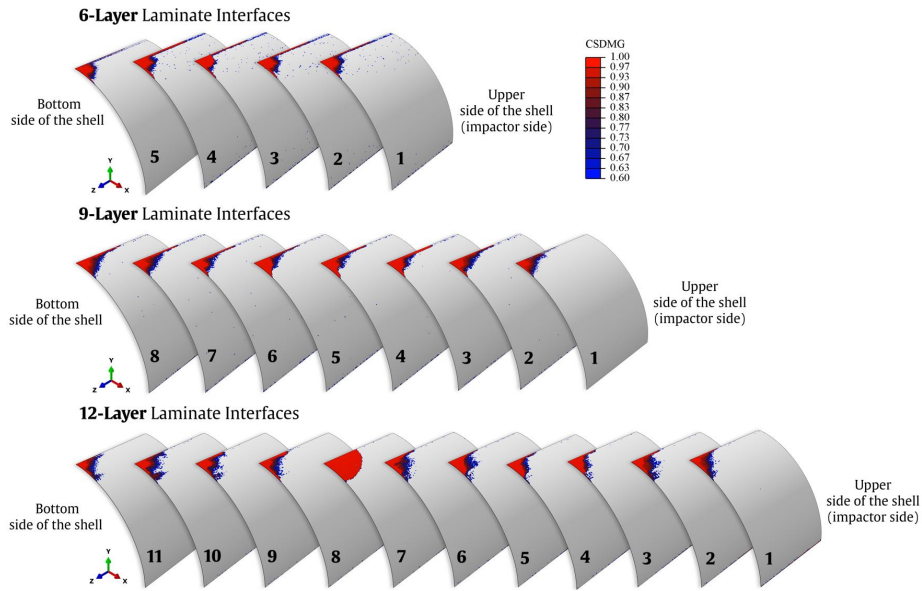 6-Layer Laminate Interfaces
Bottom
side of the shell
5 4 3 2 1
Upper
side of the shell
(impactor side)
Y
Z X
CSDMG
1.00
0.97
0.93
0.90
0.87
0.83
0.80
0.77
0.73
0.70
0.67
0.63
0.60
9-Layer Laminate Interfaces
Bottom
side of the shell
8 7 6 5 4 3 2 1
Upper
side of the shell
(impactor side)
Y
Z X
12-Layer Laminate Interfaces
Bottom
side of the shell
11 10 9 8 7 6 5 4 3 2 1
Upper
side of the shell
(impactor side)
Y
Z X